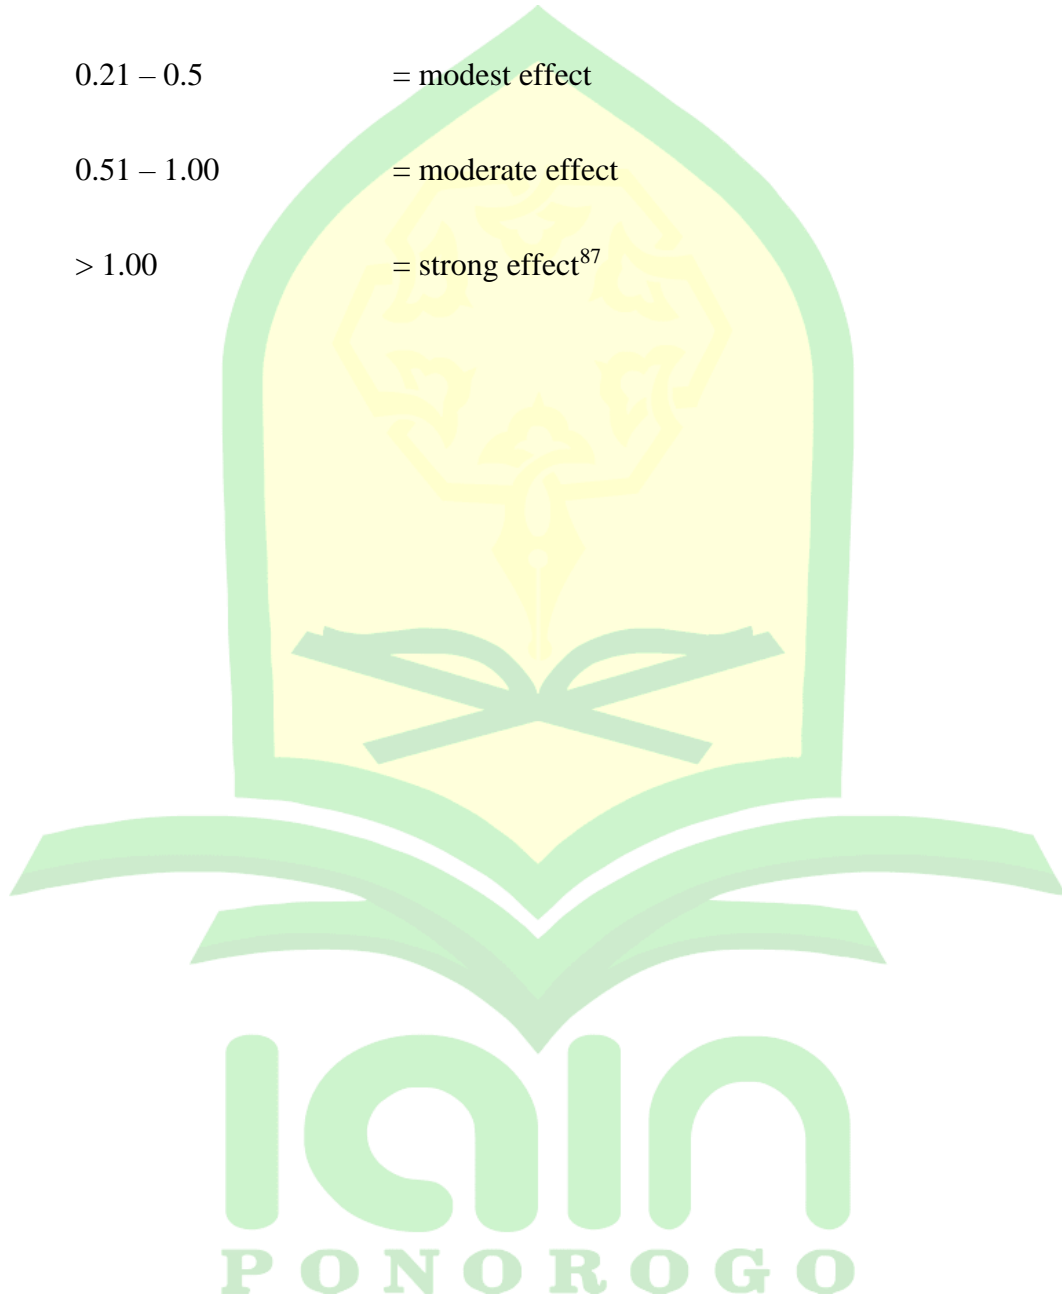 0.21 – 0.5 = modest effect
0.51 – 1.00 = moderate effect
> 1.00 = strong effect87
iain
PONOROGO